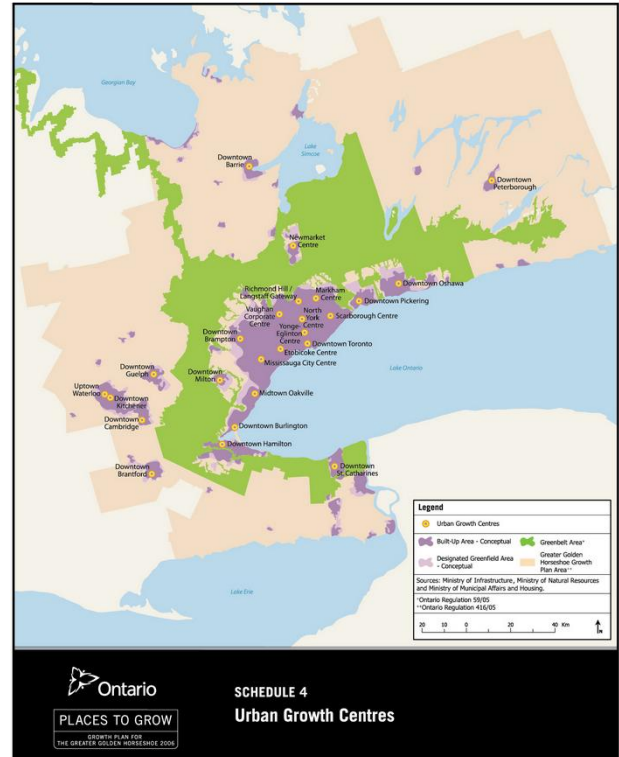 Georgian Bay
Lake
Simcoe
Downtown
Barrie
Downtown
Peterborough
Newmarket
Centre
Downtown Oshawa
Richmond Hill /
Langstaff Gateway
Markham
Centre
Downtown Pickering
Vaughan
Corporate
Centre
North
York
Centre
Scarborough Centre
Yonge-
Eglinton
Centre
Downtown
Brampton
Downtown Toronto
Etobicoke Centre
Mississauga City Centre
Lake Ontario
Downtown
Guelph
Downtown
Milton
Uptown
Waterloo
Downtown
Kitchener
Midtown Oakville
Downtown
Cambridge
Downtown Burlington
Downtown Hamilton
Downtown
Brantford
Downtown
St. Catharines
Lake Erie
Legend
Urban Growth Centres
Built-Up Area - Conceptual
Greenbelt Area*
Designated Greenfield Area
- Conceptual
Greater Golden
Horseshoe Growth
Plan Area**
Sources: Ministry of Infrastructure, Ministry of Natural Resources
and Ministry of Municipal Affairs and Housing.
*Ontario Regulation 59/05
**Ontario Regulation 416/05
20 10 0 20 40 Km
N
Ontario
PLACES TO GROW
GROWTH PLAN FOR
THE GREATER GOLDEN HORSESHOE 2006
SCHEDULE 4
Urban Growth Centres